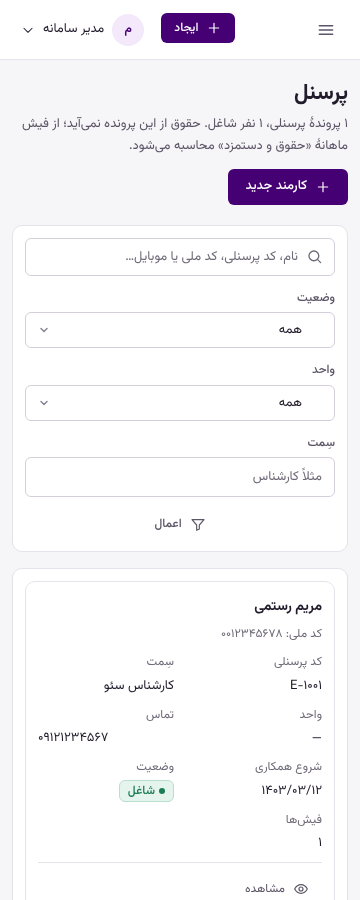 ایجاد
م
مدیر سامانه
پرسنل
۱ پروندهٔ پرسنلی، ۱ نفر شاغل. حقوق از این پرونده نمی‌آید؛ از فیش
ماهانهٔ «حقوق و دستمزد» محاسبه می‌شود.
کارمند جدید
نام، کد پرسنلی، کد ملی یا موبایل...
وضعیت
همه
واحد
همه
سِمت
مثلاً کارشناس
اعمال
مریم رستمی
کد ملی: ۰۰۱۲۳۴۵۶۷۸
کد پرسنلی
سِمت
E-۱۰۰۱
کارشناس سئو
واحد
تماس
—
۰۹۱۲۱۲۳۴۵۶۷
شروع همکاری
وضعیت
۱۴۰۳/۰۳/۱۲
شاغل
فیش‌ها
۱
مشاهده